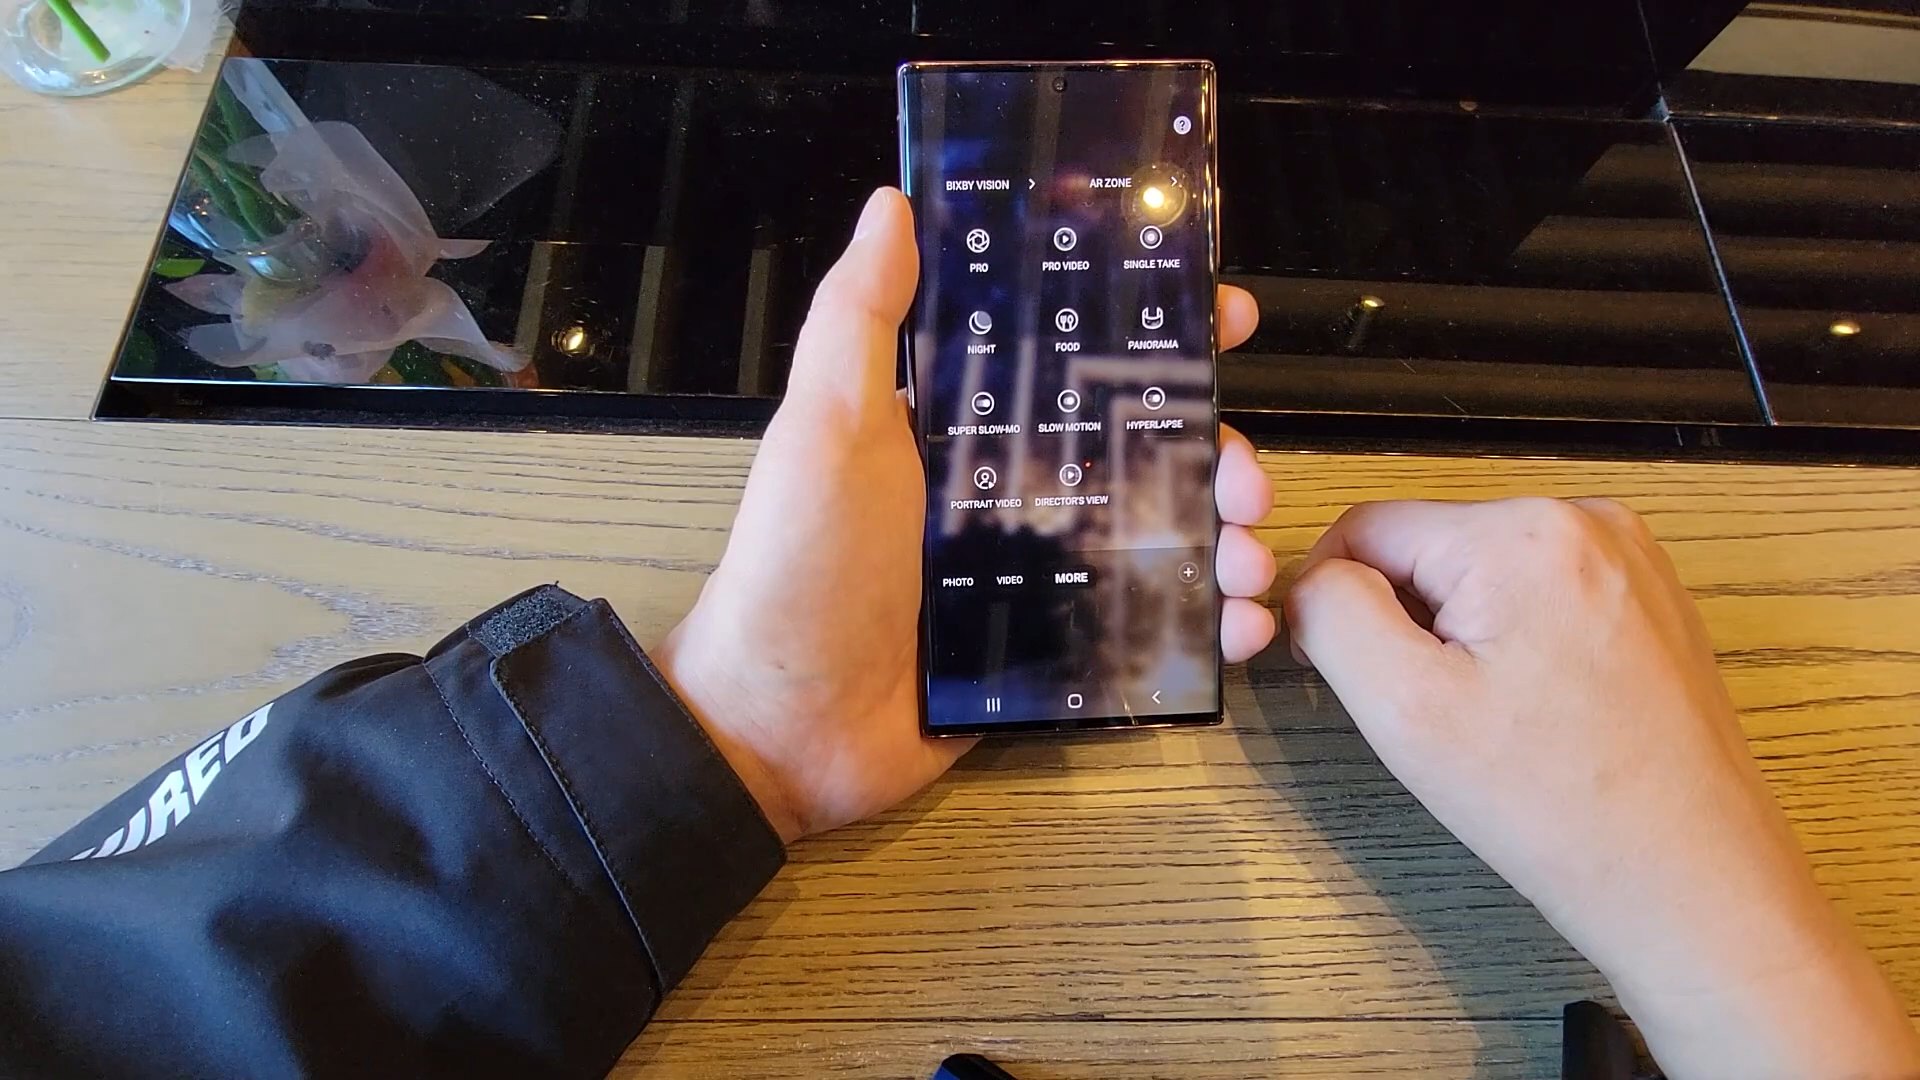 BIXBY VISION
AR ZONE
PRO
PRO VIDEO
SINGLE TAKE
NIGHT
FOOD
PANORAMA
SUPER SLOW-MO
SLOW MOTION
HYPERLAPSE
PORTRAIT VIDEO
DIRECTOR'S VIEW
PHOTO
VIDEO
MORE